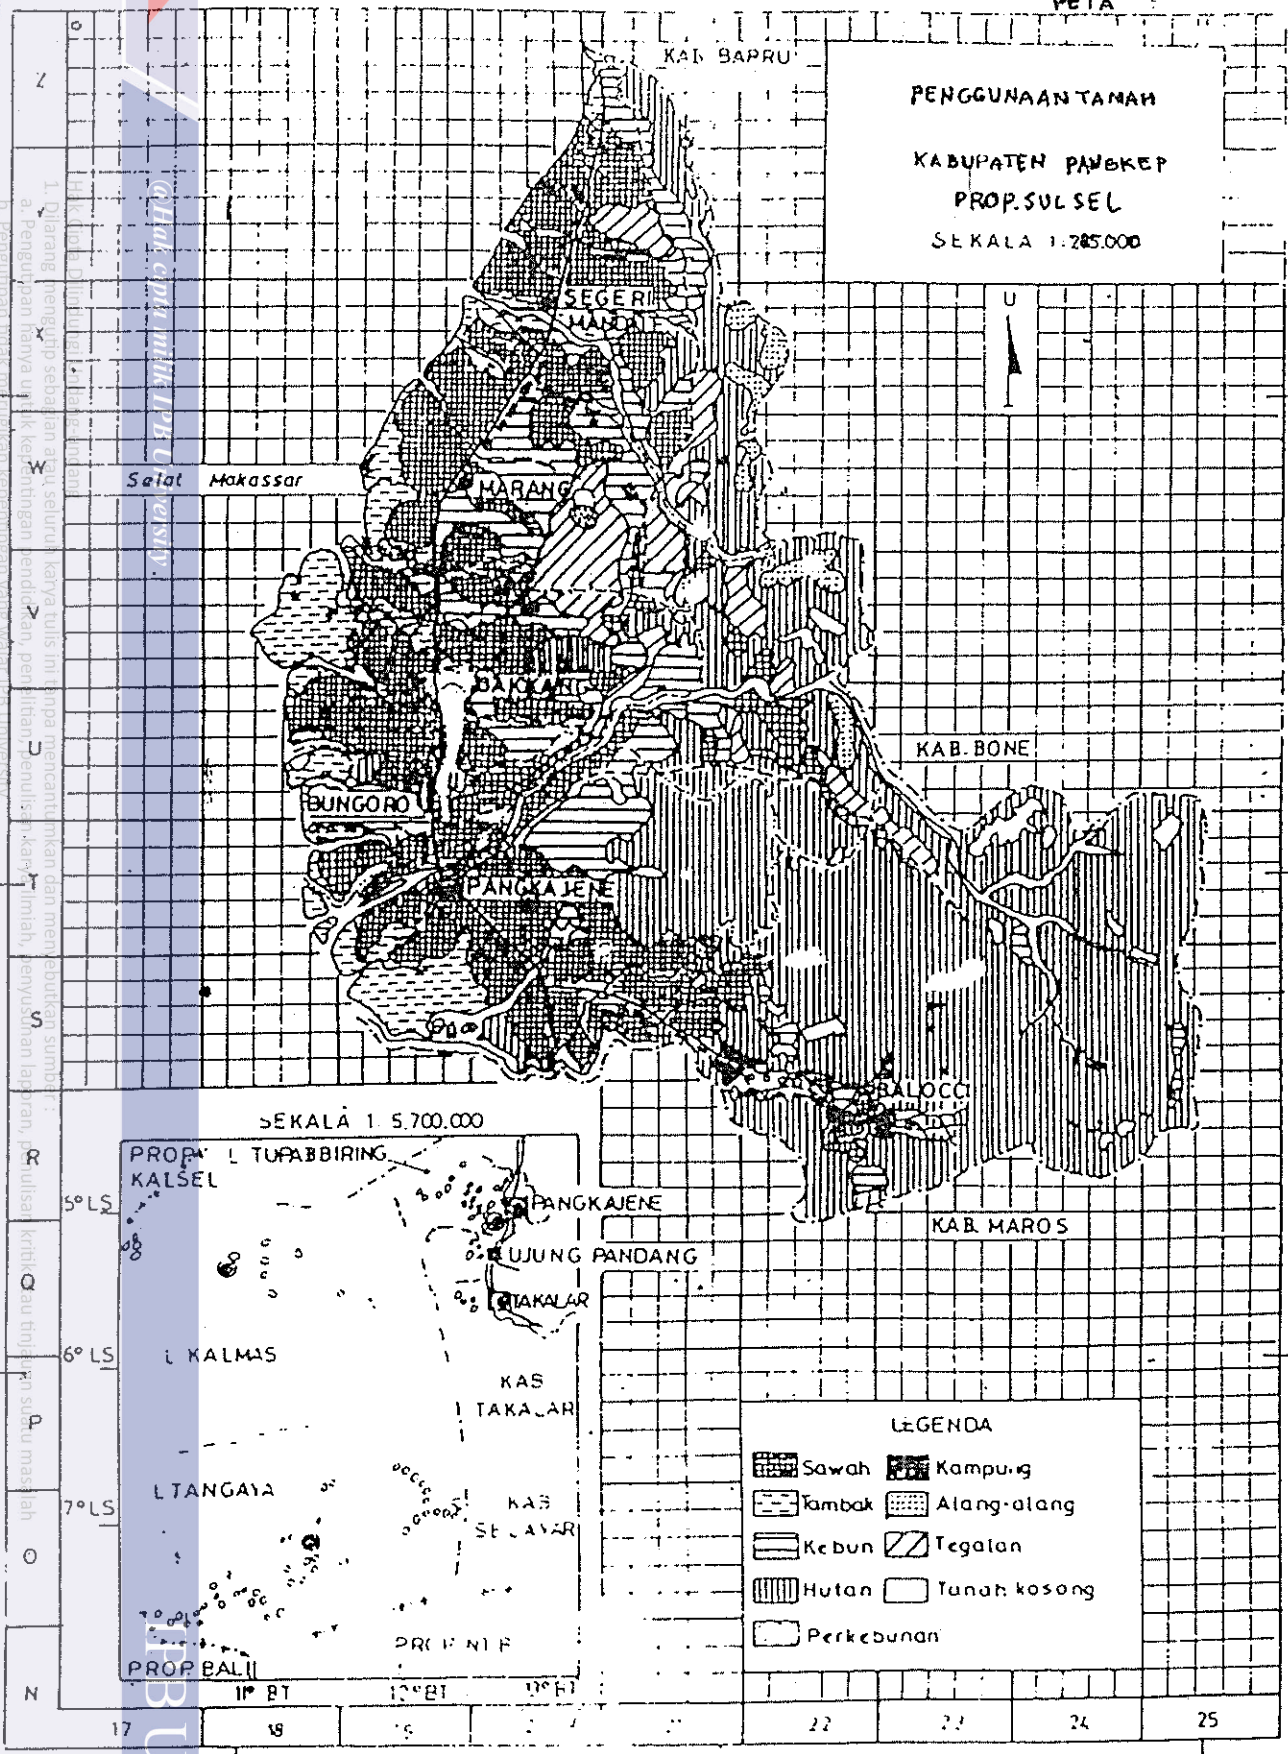 PETA
PENGGUNAAN TANAH
KABUPATEN PANGKEP
PROP. SULSEL
SEKALA 1:285.000
U
KAB BARRU
SEGERI
MARANG
Selat Makassar
BUNGORO
PANGKAJENE
BALOCCI
KAB. BONE
KAB. MAROS
SEKALA 1 5.700.000
PROP
KALSEL
L TUPABBIRING
PANGKAJENE
UJUNG PANDANG
TAKALAR
L KALMAS
KAB
TAKALAR
L TANGAYA
KAB
SELAYAR
PROP. BALI
5° LS
6° LS
7° LS
11° BT
LEGENDA
Sawah
Kampung
Tambak
Alang-alang
Kebun
Tegalan
Hutan
Tanah kosong
Perkebunan
Z
X
W
V
U
T
S
R
Q
P
O
N
17
18
22
23
24
25
@Hak cipta milik IPB University
IPB U
Hak Cipta Dilindungi Undang-undang
1. Dilarang mengutip sebagian atau seluruh karya tulis ini tanpa mencantumkan dan menyebutkan sumber :
a. Pengutipan hanya untuk kepentingan pendidikan, penelitian, penulisan karya ilmiah, penyusunan laporan, penulisan kritik atau tinjauan suatu masalah